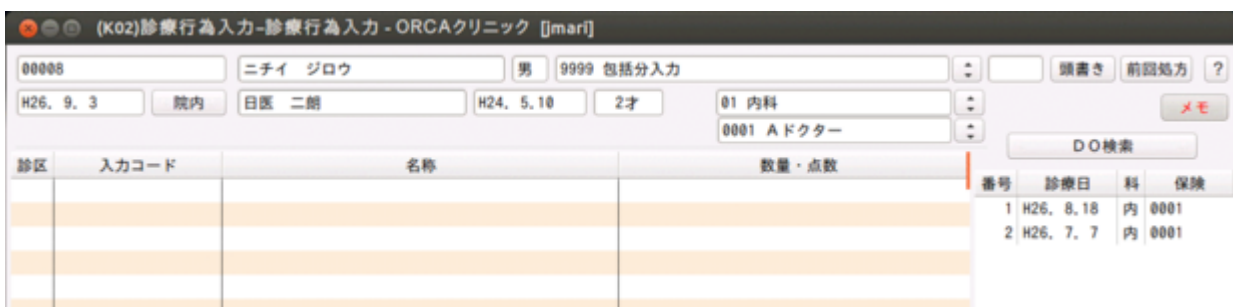 (K02)診療行為入力-診療行為入力 - ORCAクリニック [jmari]
00008 ニチイ ジロウ 男 9999 包括分入力 頭書き 前回処方 ?
H26. 9. 3 院内 日医 二朗 H24. 5.10 2才 01 内科 メモ
0001 Aドクター
DO検索
診区 入力コード 名称 数量・点数
番号 診療日 科 保険
1 H26. 8.18 内 0001
2 H26. 7. 7 内 0001